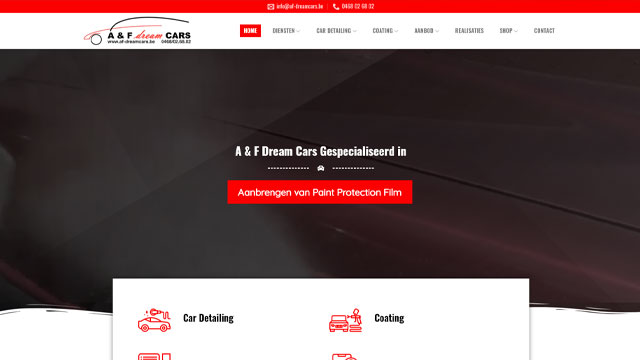 info@af-dreamcars.be 0468 02 68 02
A & F dream CARS
www.af-dreamcars.be 0468/02.68.02
HOME DIENSTEN CAR DETAILING COATING AANBOD REALISATIES SHOP CONTACT
A & F Dream Cars Gespecialiseerd in
Aanbrengen van Paint Protection Film
Car Detailing Coating